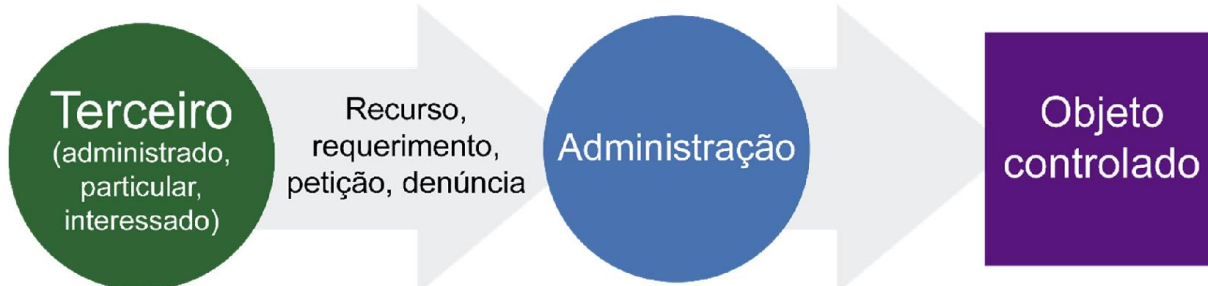 Terceiro
(administrado,
particular,
interessado)
Recurso,
requerimento,
petição, denúncia
Administração
Objeto
controlado